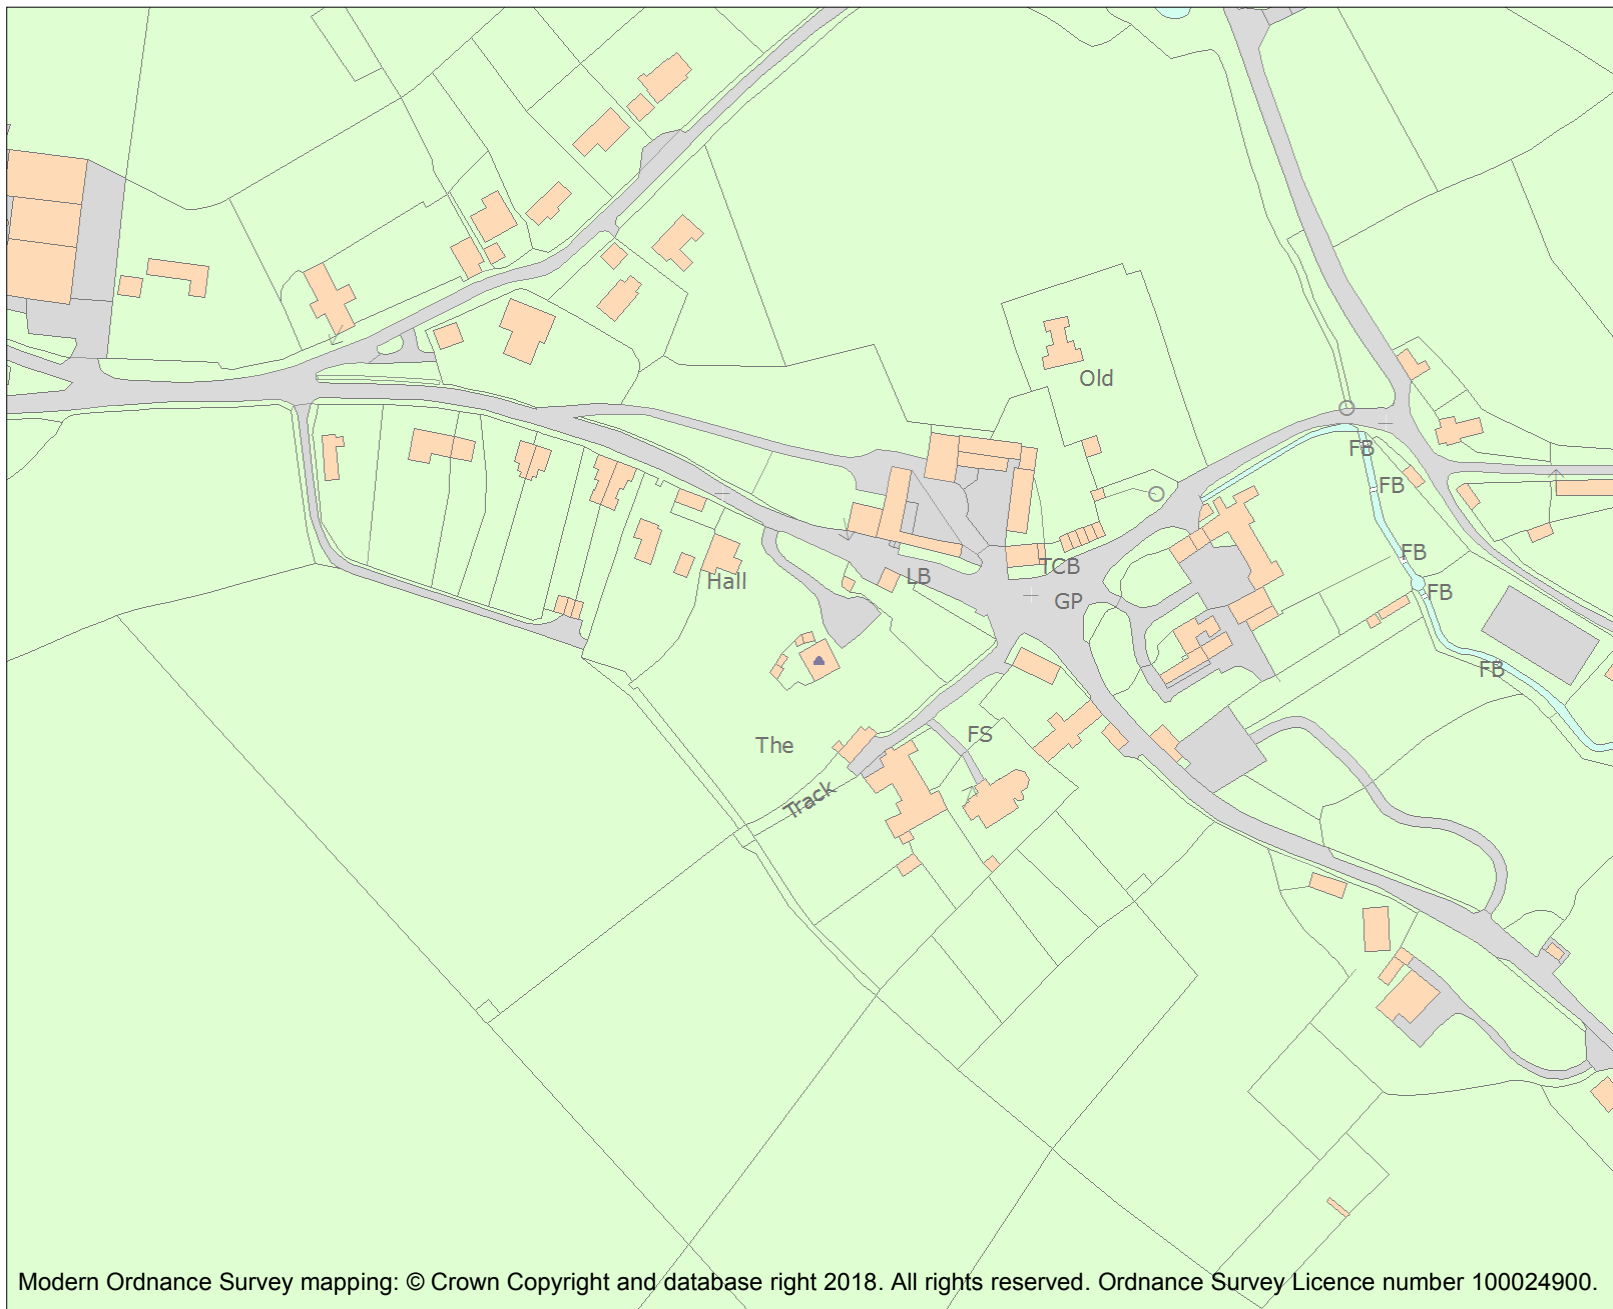 Old
FB
FB
FB
TCB
LB
Hall
FB
GP
FB
FS
The
Track
Modern Ordnance Survey mapping: © Crown Copyright and database right 2018. All rights reserved. Ordnance Survey Licence number 100024900.